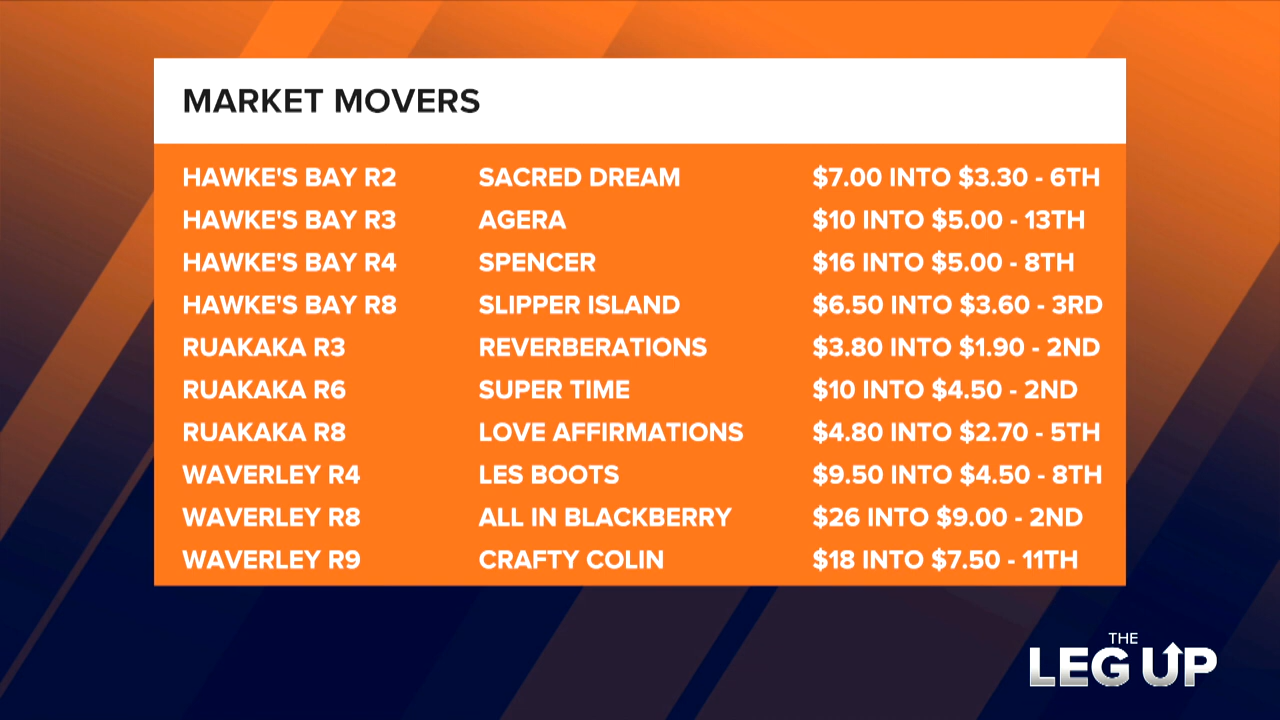 MARKET MOVERS
HAWKE'S BAY R2 SACRED DREAM $7.00 INTO $3.30 - 6TH
HAWKE'S BAY R3 AGERA $10 INTO $5.00 - 13TH
HAWKE'S BAY R4 SPENCER $16 INTO $5.00 - 8TH
HAWKE'S BAY R8 SLIPPER ISLAND $6.50 INTO $3.60 - 3RD
RUAKAKA R3 REVERBERATIONS $3.80 INTO $1.90 - 2ND
RUAKAKA R6 SUPER TIME $10 INTO $4.50 - 2ND
RUAKAKA R8 LOVE AFFIRMATIONS $4.80 INTO $2.70 - 5TH
WAVERLEY R4 LES BOOTS $9.50 INTO $4.50 - 8TH
WAVERLEY R8 ALL IN BLACKBERRY $26 INTO $9.00 - 2ND
WAVERLEY R9 CRAFTY COLIN $18 INTO $7.50 - 11TH
THE
LEG UP